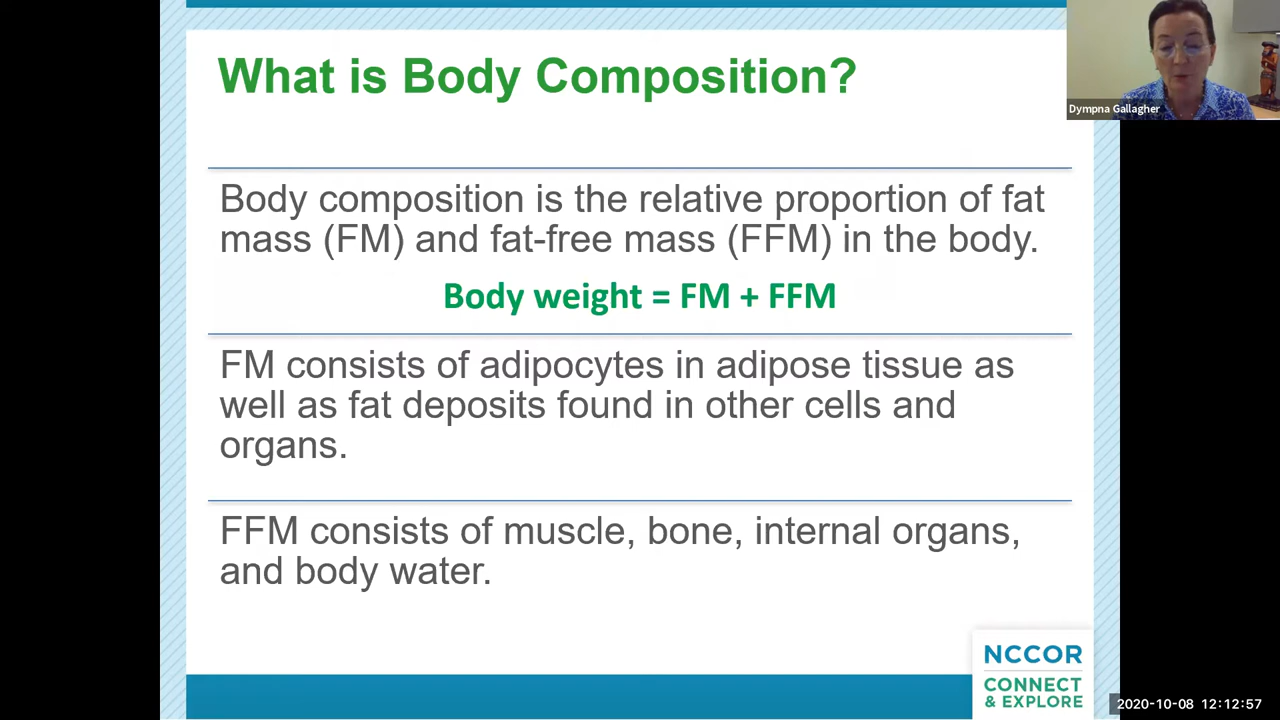 What is Body Composition?
Dympna Gallagher
Body composition is the relative proportion of fat
mass (FM) and fat-free mass (FFM) in the body.
Body weight = FM + FFM
FM consists of adipocytes in adipose tissue as
well as fat deposits found in other cells and
organs.
FFM consists of muscle, bone, internal organs,
and body water.
NCCOR
CONNECT
& EXPLORE
2020-10-08 12:12:57